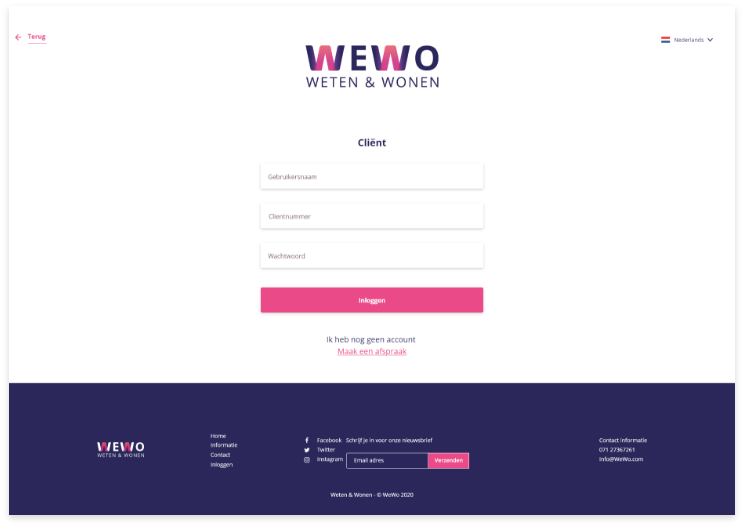 Terug
Nederlands
WEWO
WETEN & WONEN
Cliënt
Gebruikersnaam
Clientnummer
Wachtwoord
Inloggen
Ik heb nog geen account
Maak een afspraak
WEWO
WETEN & WONEN
Home
Informatie
Contact
Inloggen
Facebook
Twitter
Instagram
Schrijf je in voor onze nieuwsbrief
Email adres
Verzenden
Contact informatie
071 27367261
Info@WeWo.com
Weten & Wonen - © WeWo 2020